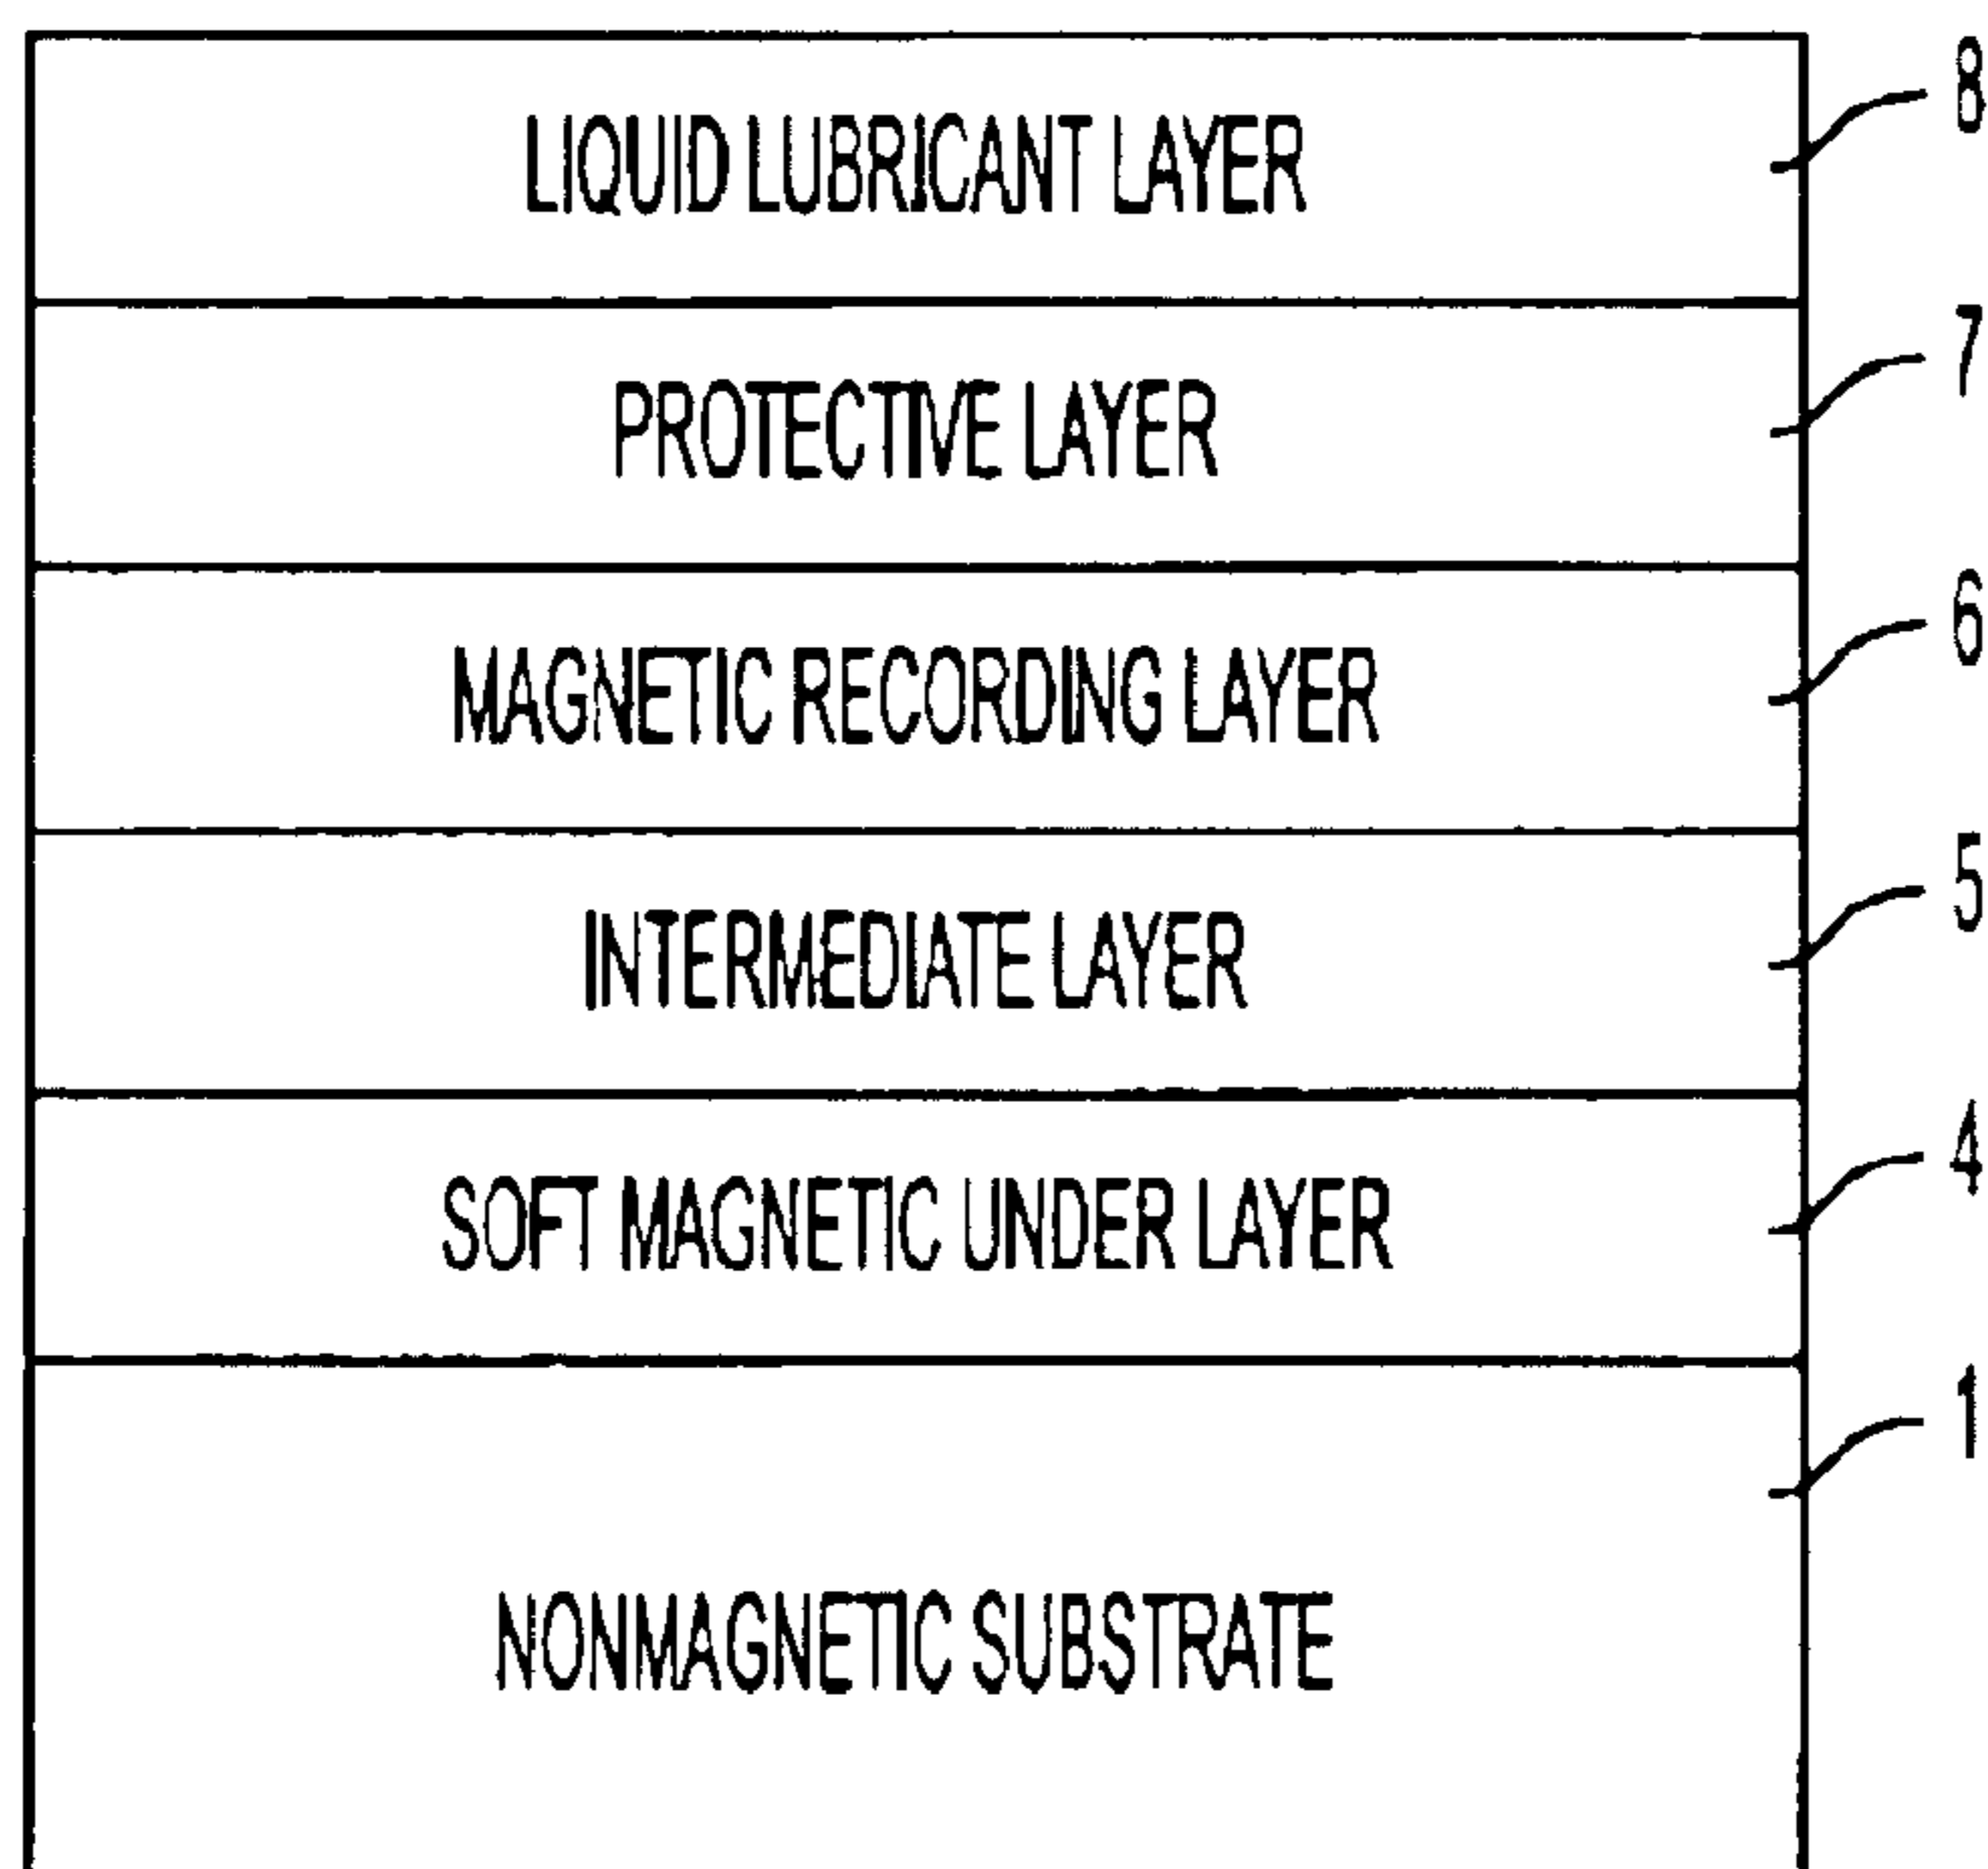 LIQUID LUBRICANT LAYER 8
PROTECTIVE LAYER 7
MAGNETIC RECORDING LAYER 6
INTERMEDIATE LAYER 5
SOFT MAGNETIC UNDER LAYER 4
NONMAGNETIC SUBSTRATE 1